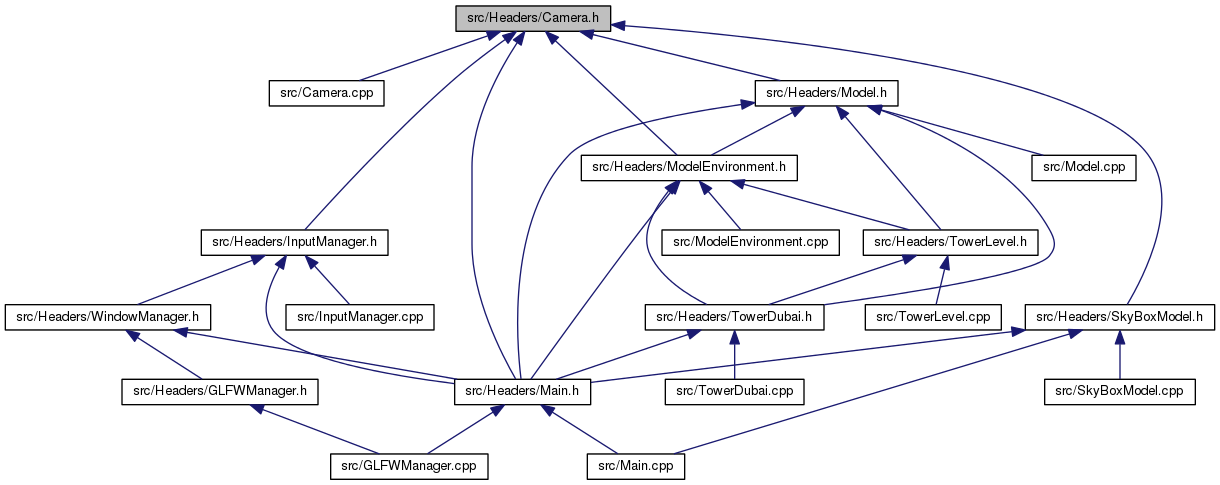 src/Headers/Camera.h
src/Camera.cpp
src/Headers/Model.h
src/Headers/ModelEnvironment.h
src/Model.cpp
src/Headers/InputManager.h
src/ModelEnvironment.cpp
src/Headers/TowerLevel.h
src/Headers/WindowManager.h
src/InputManager.cpp
src/Headers/TowerDubai.h
src/TowerLevel.cpp
src/Headers/SkyBoxModel.h
src/Headers/GLFWManager.h
src/Headers/Main.h
src/TowerDubai.cpp
src/SkyBoxModel.cpp
src/GLFWManager.cpp
src/Main.cpp